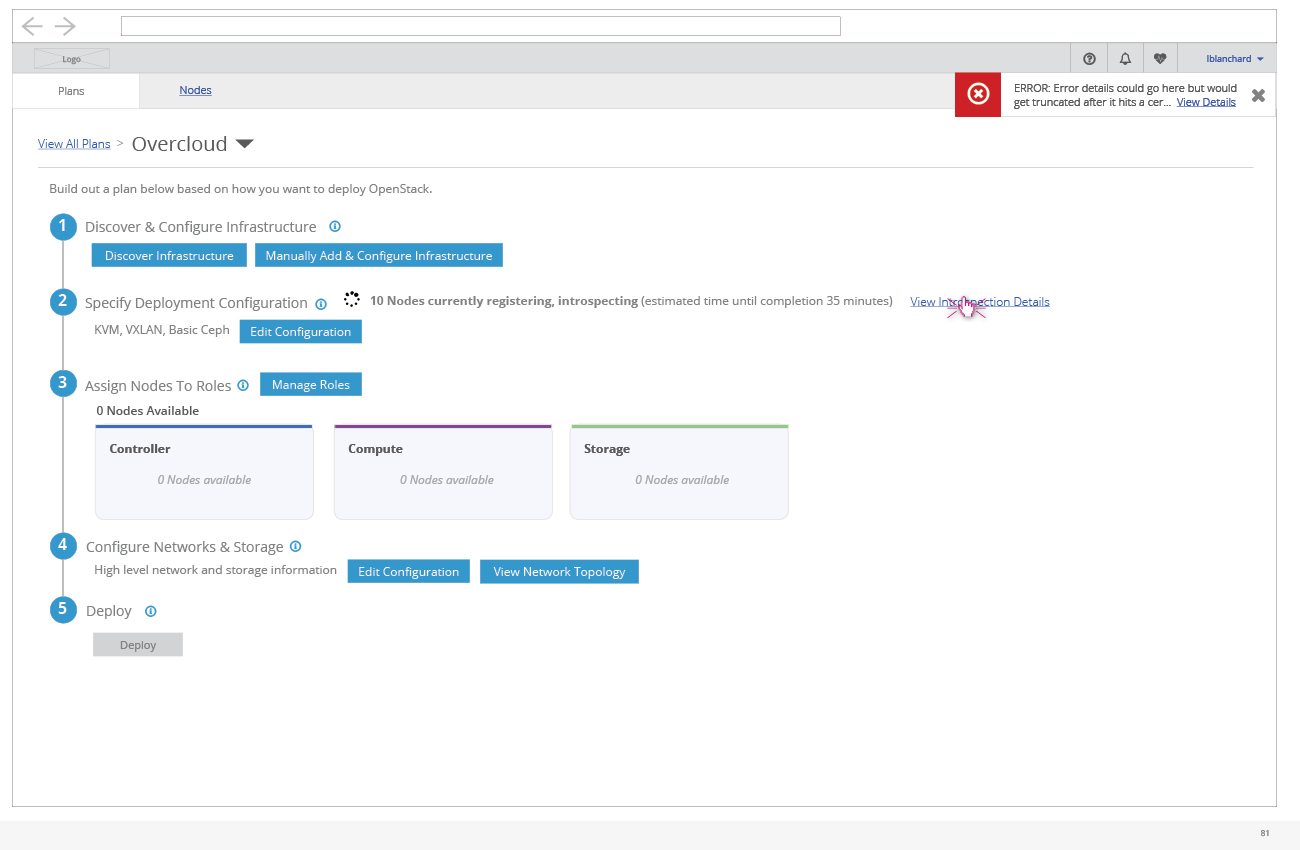 Logo
lblanchard
Plans
Nodes
ERROR: Error details could go here but would
get truncated after it hits a cer... View Details
View All Plans > Overcloud
Build out a plan below based on how you want to deploy OpenStack.
1 Discover & Configure Infrastructure
Discover Infrastructure
Manually Add & Configure Infrastructure
2 Specify Deployment Configuration
10 Nodes currently registering, introspecting (estimated time until completion 35 minutes)
View Introspection Details
KVM, VXLAN, Basic Ceph
Edit Configuration
3 Assign Nodes To Roles
Manage Roles
0 Nodes Available
Controller
0 Nodes available
Compute
0 Nodes available
Storage
0 Nodes available
4 Configure Networks & Storage
High level network and storage information
Edit Configuration
View Network Topology
5 Deploy
Deploy
81